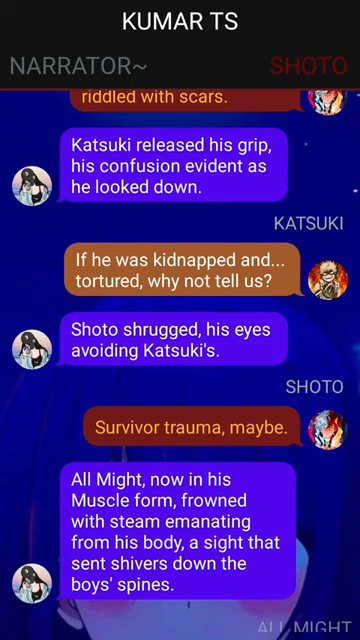 KUMAR TS
NARRATOR~ SHOTO
riddled with scars.
Katsuki released his grip,
his confusion evident as
he looked down.
KATSUKI
If he was kidnapped and...
tortured, why not tell us?
Shoto shrugged, his eyes
avoiding Katsuki's.
SHOTO
Survivor trauma, maybe.
All Might, now in his
Muscle form, frowned
with steam emanating
from his body, a sight that
sent shivers down the
boys' spines.
ALL MIGHT